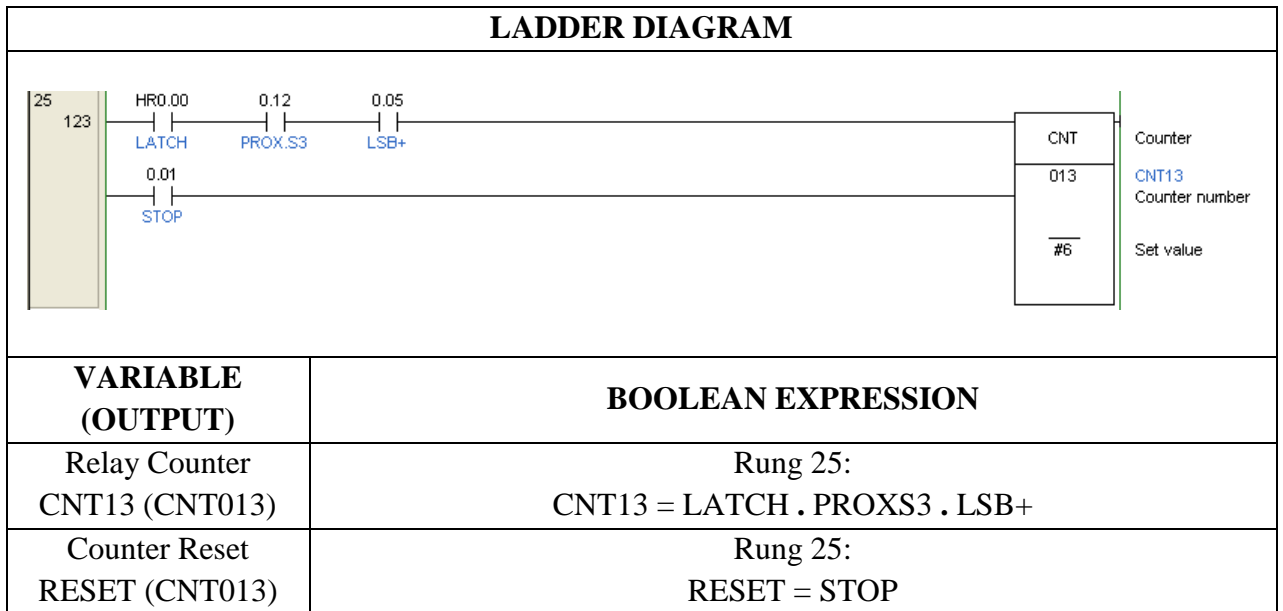 LADDER DIAGRAM
25 HR0.00 0.12 0.05
123
LATCH PROX.S3 LSB+
CNT Counter
0.01 013 CNT13
Counter number
STOP
#6 Set value
VARIABLE
(OUTPUT)
BOOLEAN EXPRESSION
Relay Counter
CNT13 (CNT013)
Rung 25:
CNT13 = LATCH . PROXS3 . LSB+
Counter Reset
RESET (CNT013)
Rung 25:
RESET = STOP